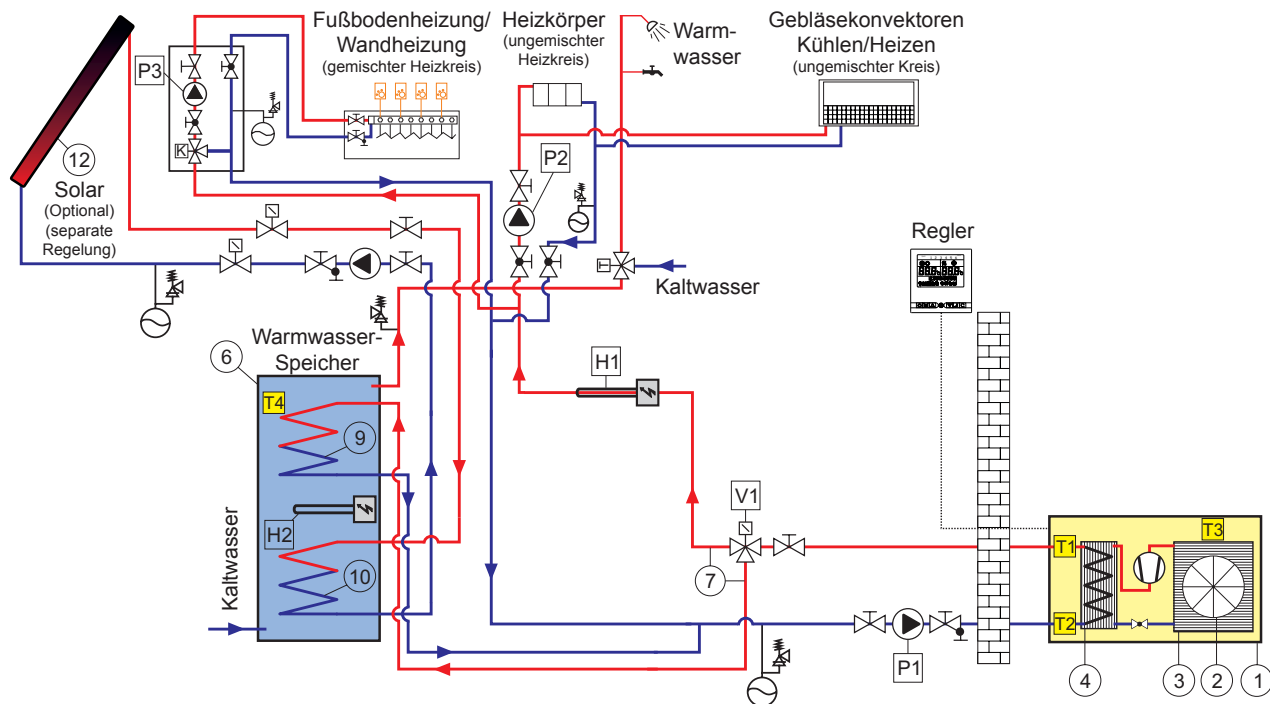 Fußbodenheizung/
Wandheizung
(gemischter Heizkreis)
Heizkörper
(ungemischter
Heizkreis)
Warm-
wasser
Gebläsekonvektoren
Kühlen/Heizen
(ungemischter Kreis)
P3
K
12
Solar
(Optional)
(separate
Regelung)
P2
T
Kaltwasser
Regler
Warmwasser-
Speicher
6
T4
9
H1
H2
10
Kaltwasser
V1
7
P1
T1
T2
T3
4
3
2
1